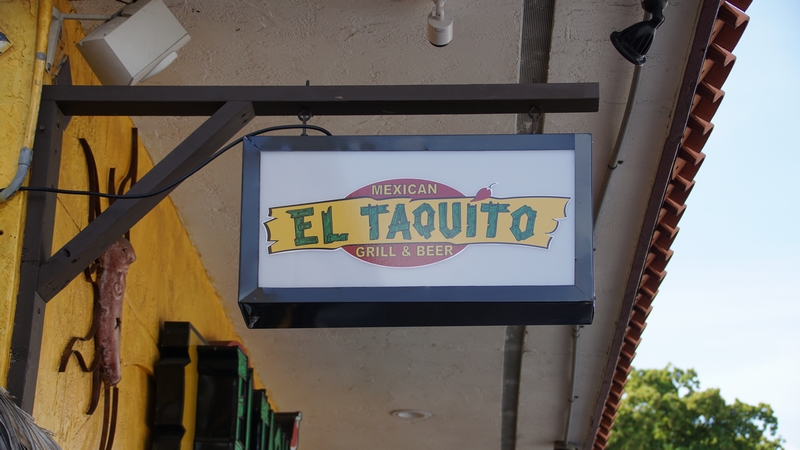 MEXICAN
EL TAQUITO
GRILL & BEER